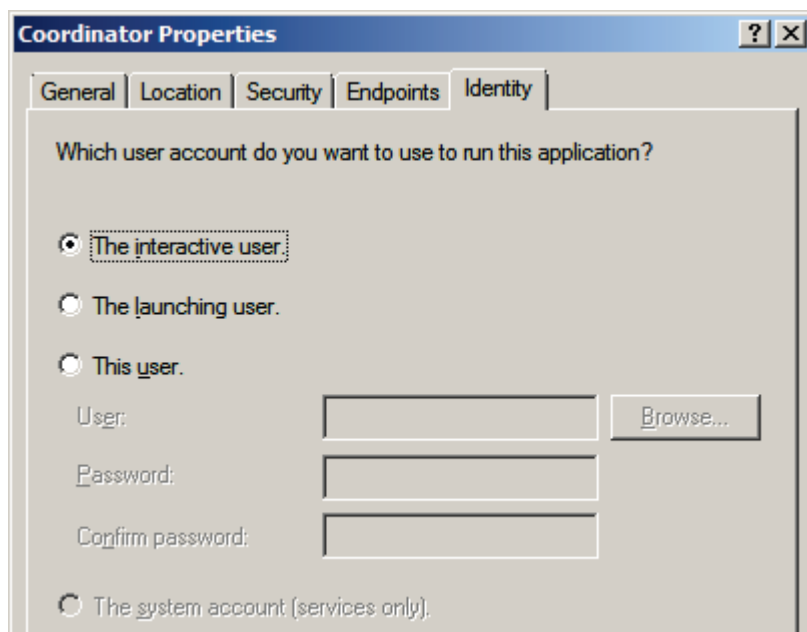 Coordinator Properties
General Location Security Endpoints Identity
Which user account do you want to use to run this application?
The interactive user.
The launching user.
This user.
User:
Browse...
Password:
Confirm password:
The system account (services only).